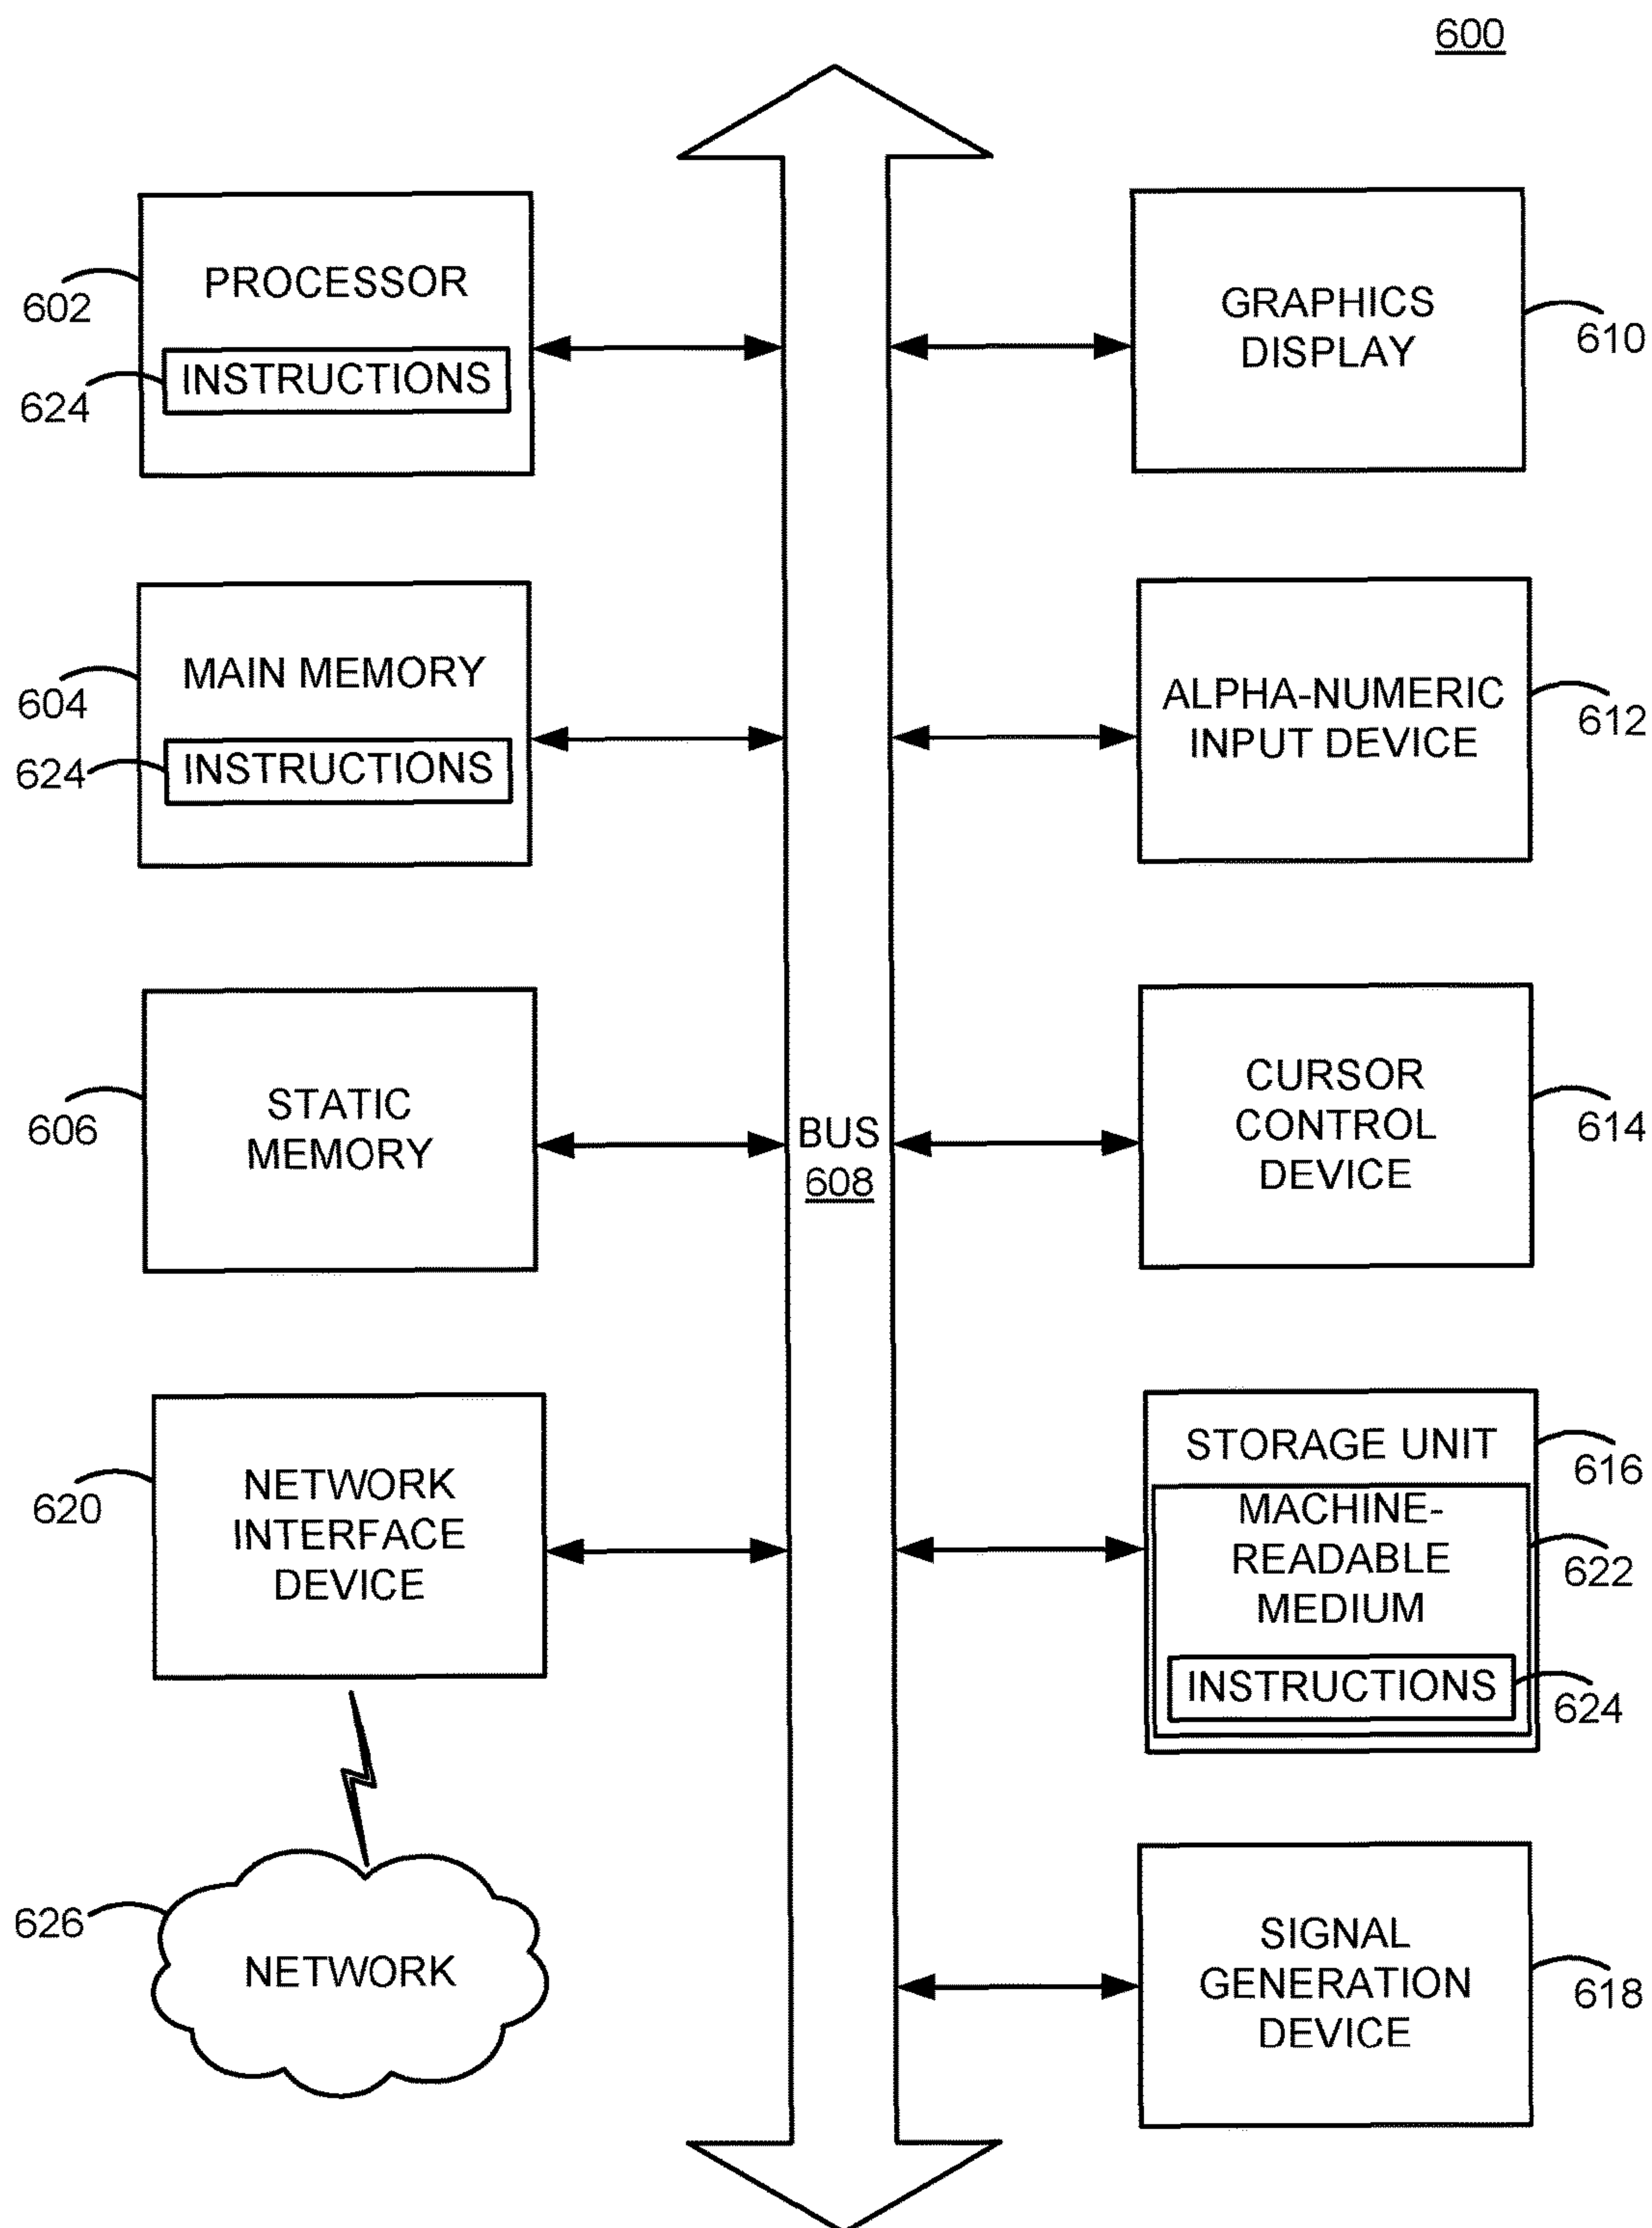 600
PROCESSOR
602
INSTRUCTIONS
624
GRAPHICS
DISPLAY
610
MAIN MEMORY
604
INSTRUCTIONS
624
ALPHA-NUMERIC
INPUT DEVICE
612
STATIC
MEMORY
606
BUS
608
CURSOR
CONTROL
DEVICE
614
NETWORK
INTERFACE
DEVICE
620
STORAGE UNIT
616
MACHINE-
READABLE
MEDIUM
622
INSTRUCTIONS
624
626
NETWORK
SIGNAL
GENERATION
DEVICE
618